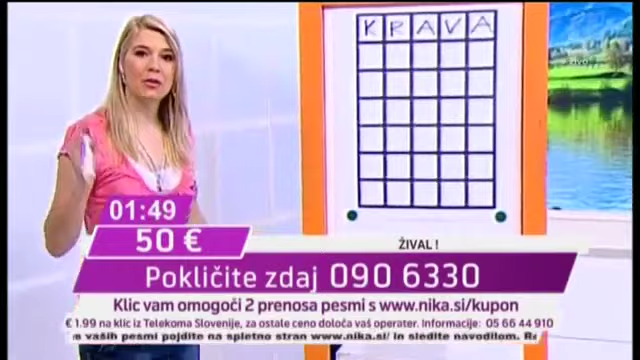 KRAVA
živo
01:49
50 €
ŽIVAL !
Pokličite zdaj 090 6330
Klic vam omogoči 2 prenosa pesmi s www.nika.si/kupon
€ 1.99 na klic iz Telekoma Slovenije, za ostale ceno določa vaš operater. Informacije: 05 66 44 910
vaših pesmi pojdite na spletno stran www.nika.si/ in sledite navodilom.